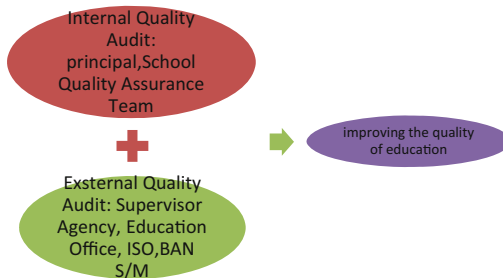 Internal Quality
Audit:
principal,School
Quality Assurance
Team
Exsternal Quality
Audit: Supervisor
Agency, Education
Office, ISO,BAN
S/M
improving the quality
of education